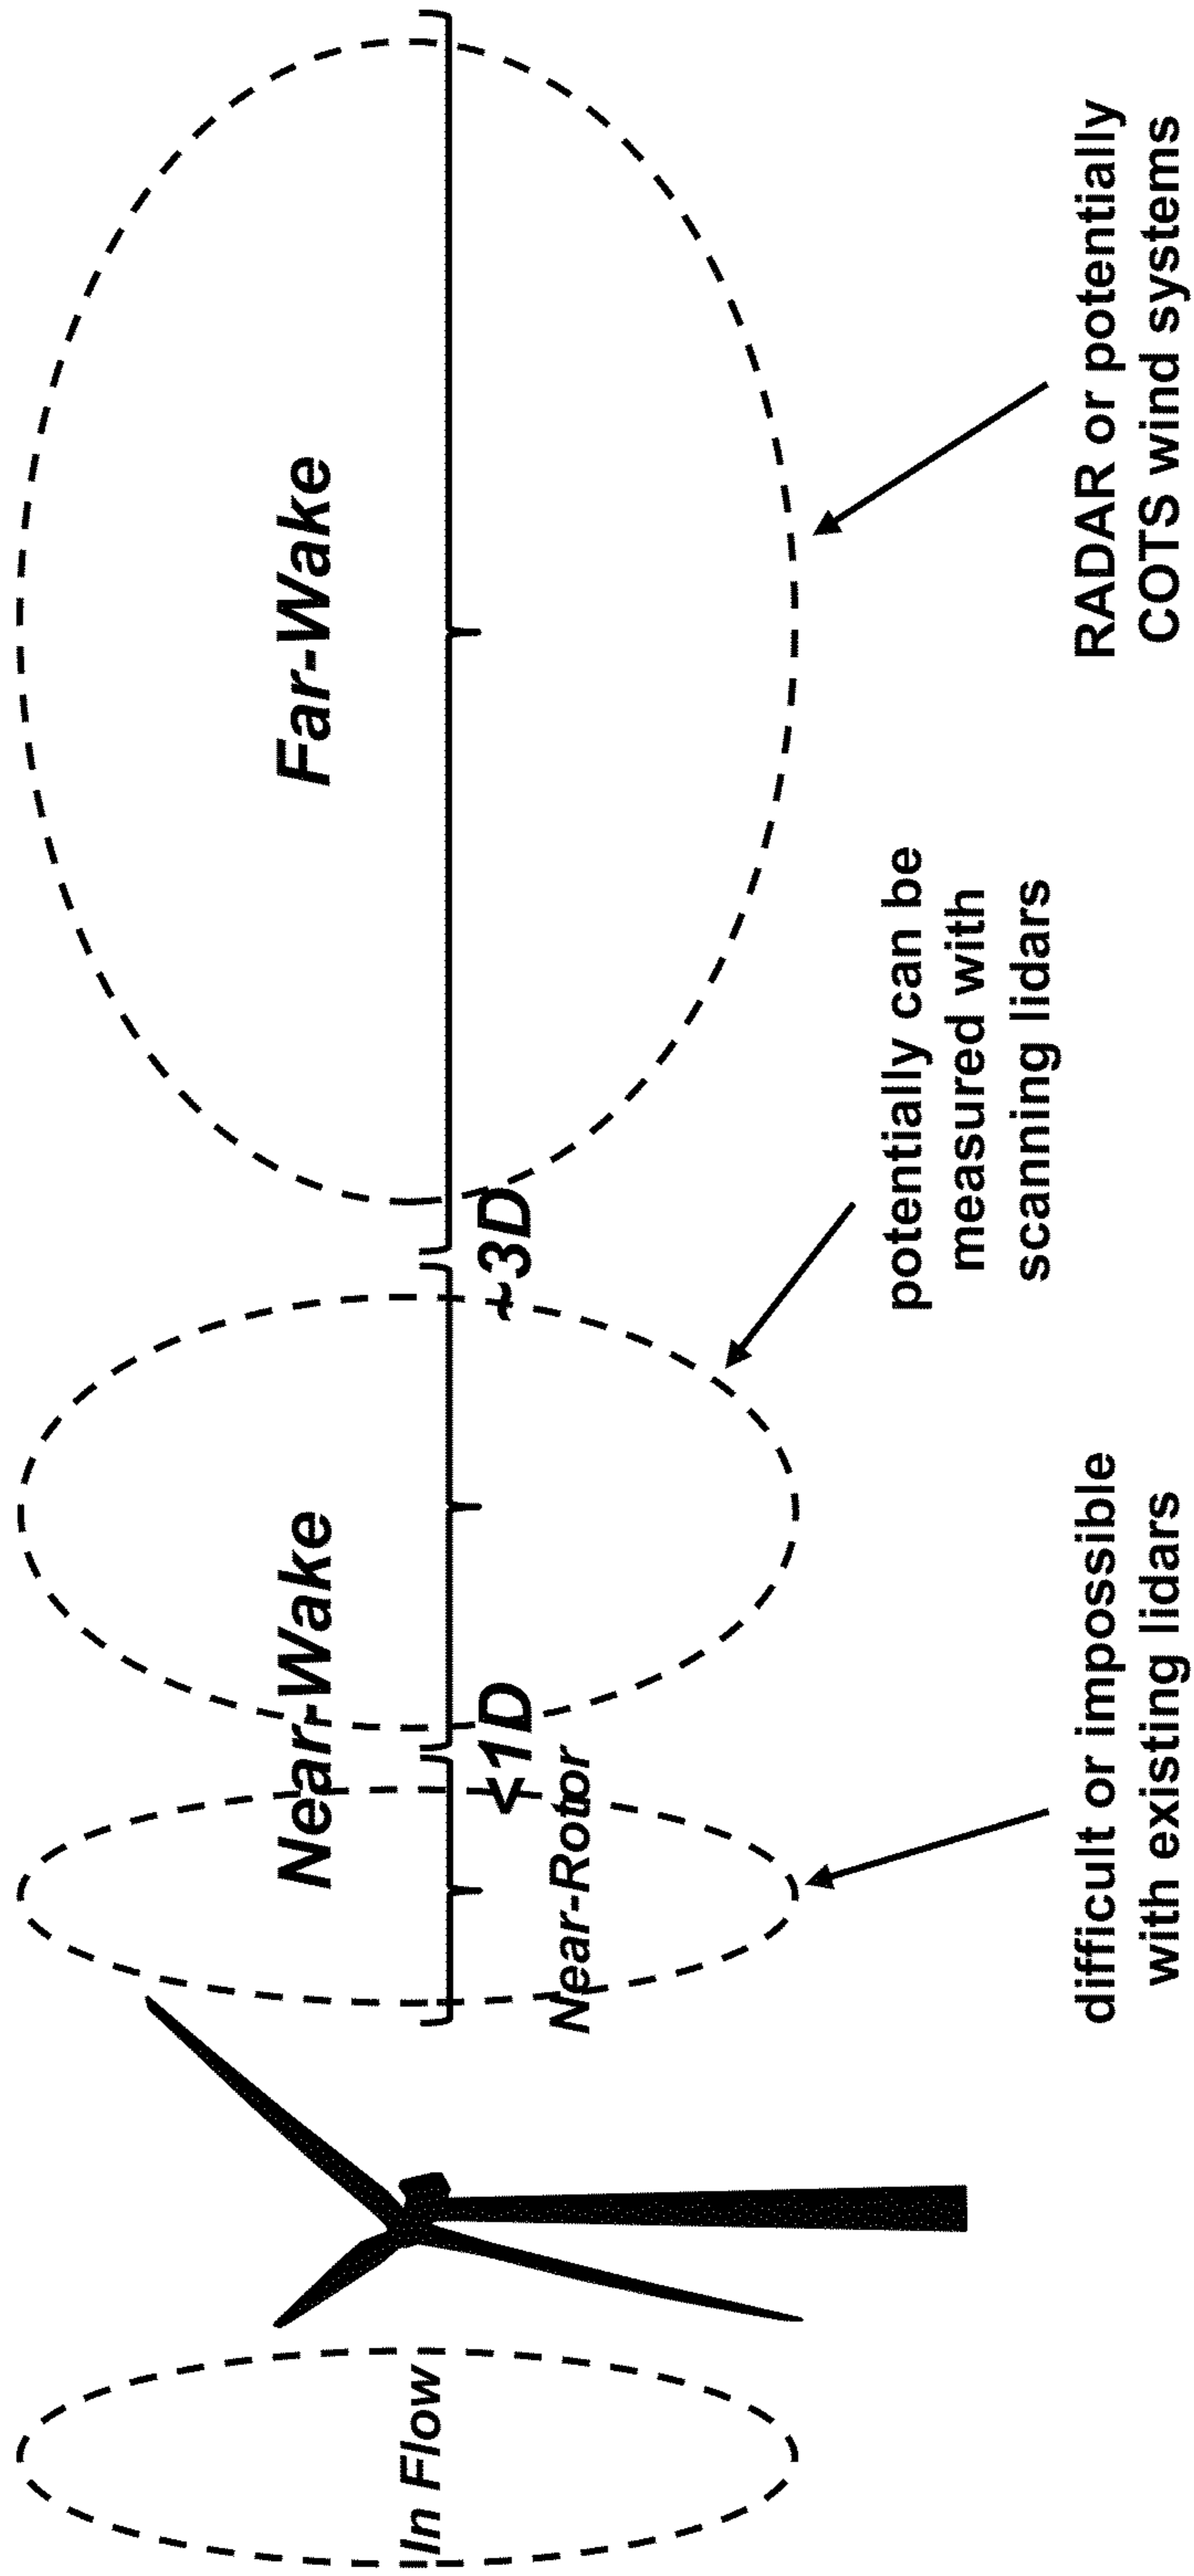 In Flow
Near-Wake
Far-Wake
<1D
~3D
Near-Rotor
difficult or impossible
with existing lidars
potentially can be
measured with
scanning lidars
RADAR or potentially
COTS wind systems